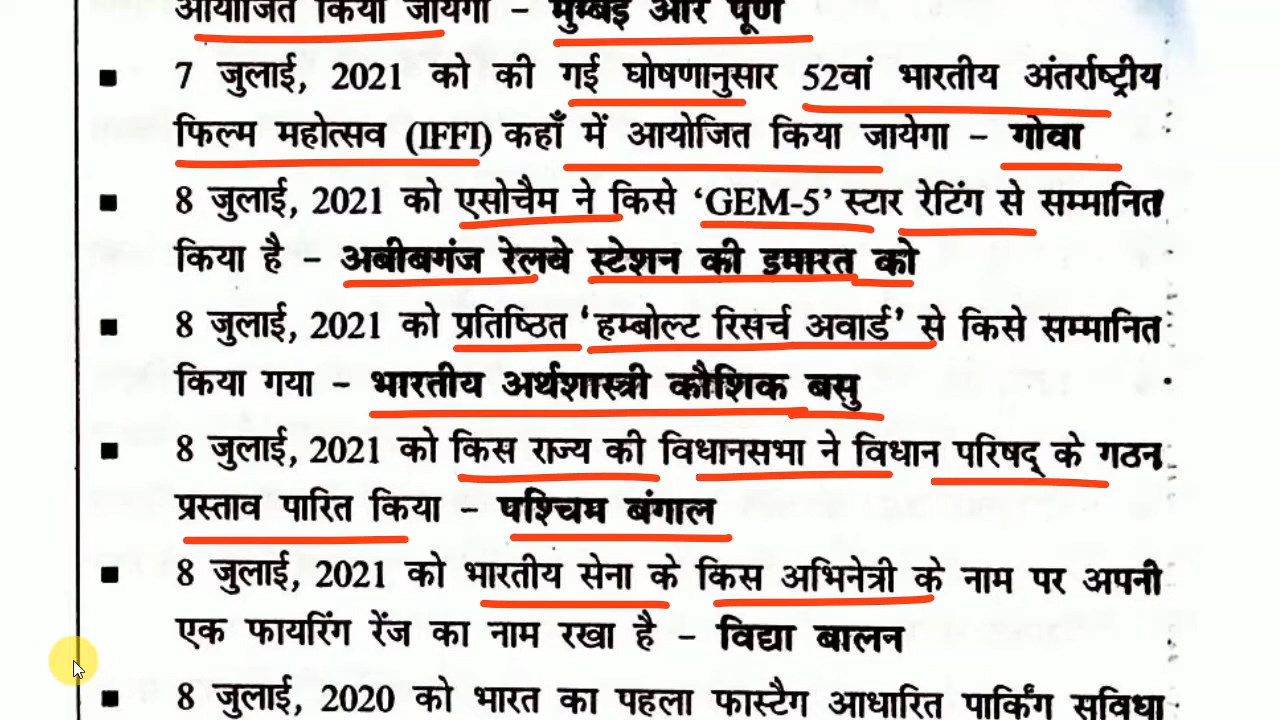 आयोजित किया जायेगा – मुम्बई और पूणे
■ 7 जुलाई, 2021 को की गई घोषणानुसार 52वां भारतीय अंतर्राष्ट्रीय
फिल्म महोत्सव (IFFI) कहाँ में आयोजित किया जायेगा – गोवा
■ 8 जुलाई, 2021 को एसोचैम ने किसे ‘GEM-5’ स्टार रेटिंग से सम्मानित
किया है – अबीबगंज रेलवे स्टेशन की इमारत को
■ 8 जुलाई, 2021 को प्रतिष्ठित ‘हम्बोल्ट रिसर्च अवार्ड’ से किसे सम्मानित
किया गया – भारतीय अर्थशास्त्री कौशिक बसु
■ 8 जुलाई, 2021 को किस राज्य की विधानसभा ने विधान परिषद् के गठन
प्रस्ताव पारित किया – पश्चिम बंगाल
■ 8 जुलाई, 2021 को भारतीय सेना के किस अभिनेत्री के नाम पर अपनी
एक फायरिंग रेंज का नाम रखा है – विद्या बालन
■ 8 जुलाई, 2020 को भारत का पहला फास्टैग आधारित पार्किंग सुविधा